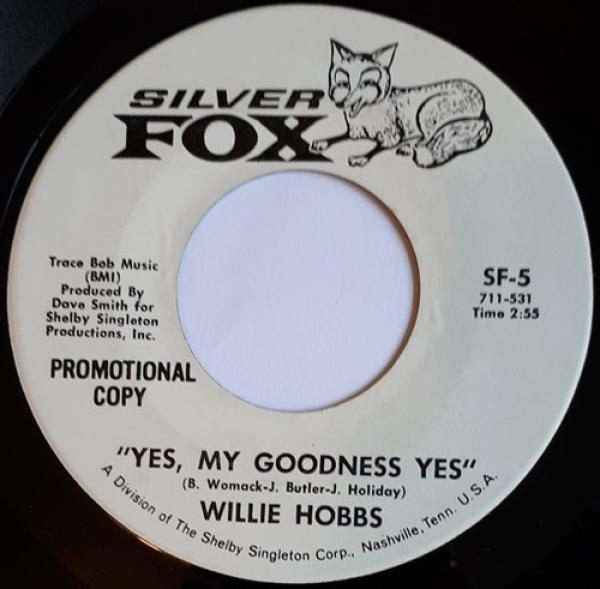 SILVER
FOX
Trace Bob Music
(BMI)
Produced By
Dave Smith for
Shelby Singleton
Productions, Inc.
PROMOTIONAL
COPY
SF-5
711-531
Time 2:55
"YES, MY GOODNESS YES"
(B. Womack-J. Butler-J. Holiday)
WILLIE HOBBS
A Division of The Shelby Singleton Corp., Nashville, Tenn. U.S.A.